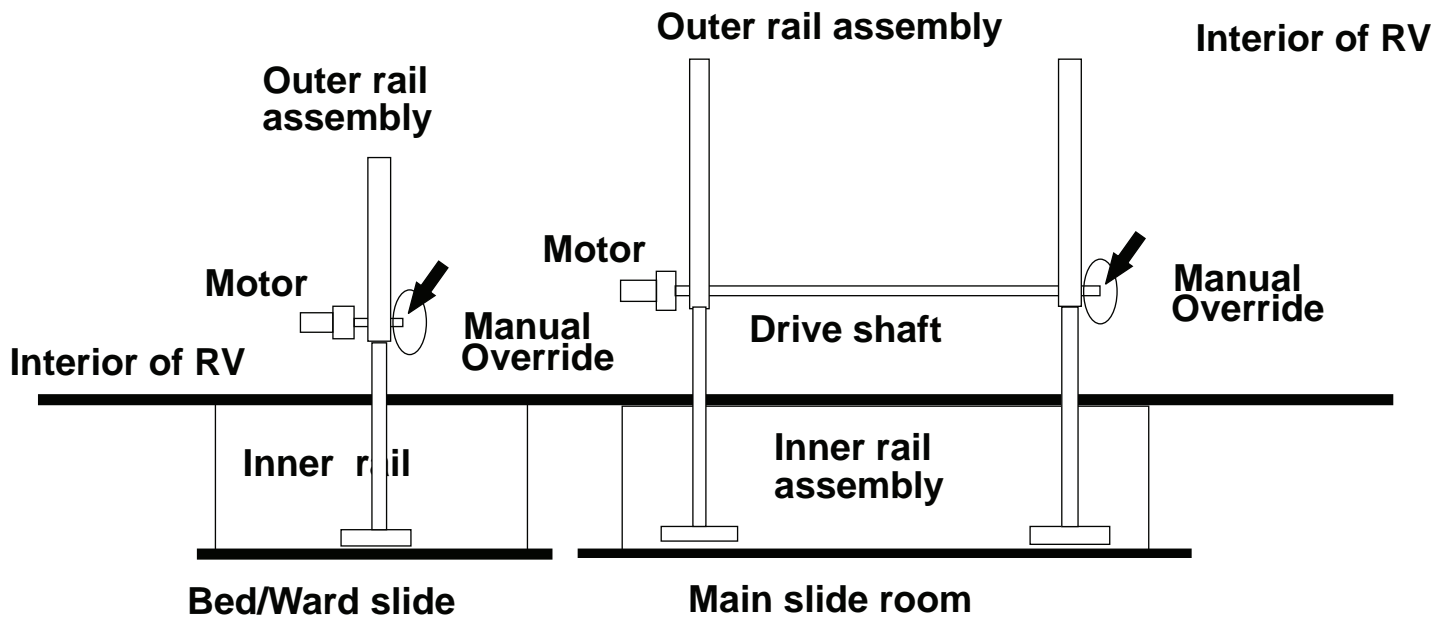 Outer rail assembly
Interior of RV
Outer rail
assembly
Motor
Manual
Override
Motor
Manual
Override
Drive shaft
Interior of RV
Inner rail
Inner rail
assembly
Bed/Ward slide
Main slide room